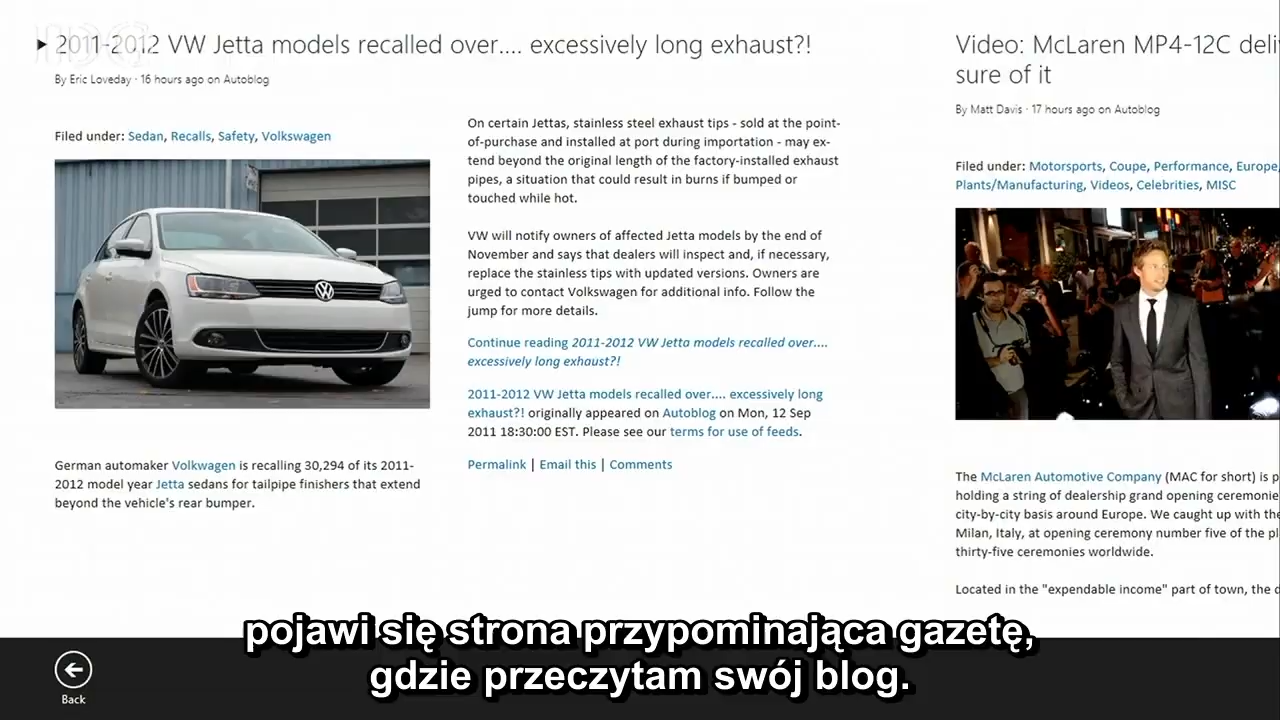 2011-2012 VW Jetta models recalled over.... excessively long exhaust?!
By Eric Loveday · 16 hours ago on Autoblog
Filed under: Sedan, Recalls, Safety, Volkswagen
German automaker Volkwagen is recalling 30,294 of its 2011-
2012 model year Jetta sedans for tailpipe finishers that extend
beyond the vehicle's rear bumper.
On certain Jettas, stainless steel exhaust tips - sold at the point-
of-purchase and installed at port during importation - may ex-
tend beyond the original length of the factory-installed exhaust
pipes, a situation that could result in burns if bumped or
touched while hot.
VW will notify owners of affected Jetta models by the end of
November and says that dealers will inspect and, if necessary,
replace the stainless tips with updated versions. Owners are
urged to contact Volkswagen for additional info. Follow the
jump for more details.
Continue reading 2011-2012 VW Jetta models recalled over....
excessively long exhaust?!
2011-2012 VW Jetta models recalled over.... excessively long
exhaust?! originally appeared on Autoblog on Mon, 12 Sep
2011 18:30:00 EST. Please see our terms for use of feeds.
Permalink | Email this | Comments
Video: McLaren MP4-12C deli
sure of it
By Matt Davis · 17 hours ago on Autoblog
Filed under: Motorsports, Coupe, Performance, Europe,
Plants/Manufacturing, Videos, Celebrities, MISC
The McLaren Automotive Company (MAC for short) is p
holding a string of dealership grand opening ceremonie
city-by-city basis around Europe. We caught up with the
Milan, Italy, at opening ceremony number five of the pl
thirty-five ceremonies worldwide.
Located in the "expendable income" part of town, the d
pojawi się strona przypominająca gazetę,
gdzie przeczytam swój blog.
Back